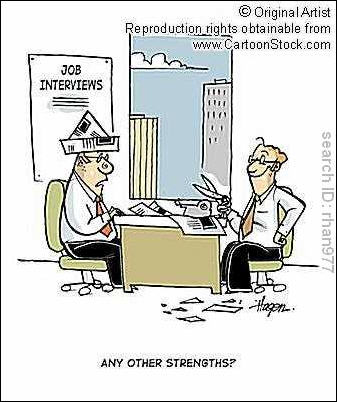 © Original Artist
Reproduction rights obtainable from
www.CartoonStock.com
JOB
INTERVIEWS
search ID: rhan977
Hagen.
ANY OTHER STRENGTHS?